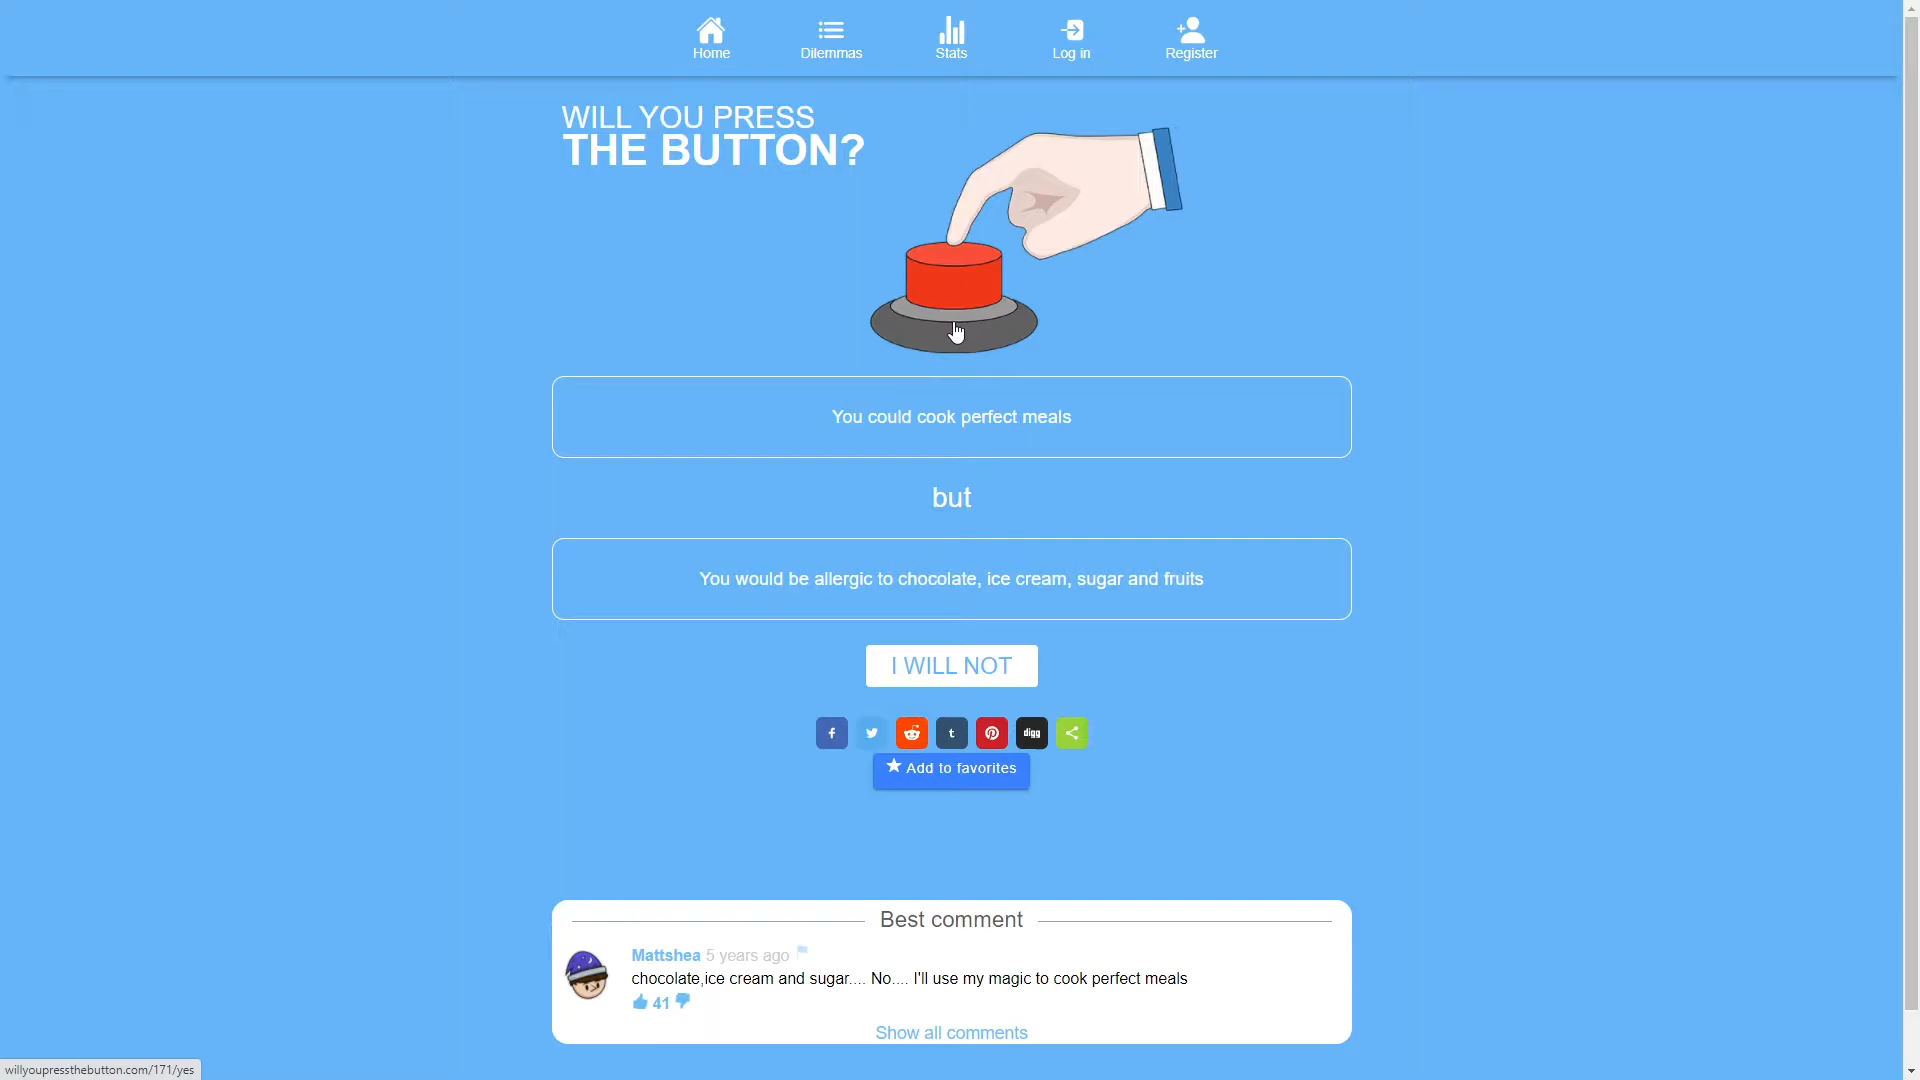 Home
Dilemmas
Stats
Log in
Register
WILL YOU PRESS
THE BUTTON?
You could cook perfect meals
but
You would be allergic to chocolate, ice cream, sugar and fruits
I WILL NOT
f
t
digg
Add to favorites
Best comment
Mattshea 5 years ago
chocolate,ice cream and sugar.... No.... I'll use my magic to cook perfect meals
41
Show all comments
willyoupressthebutton.com/171/yes